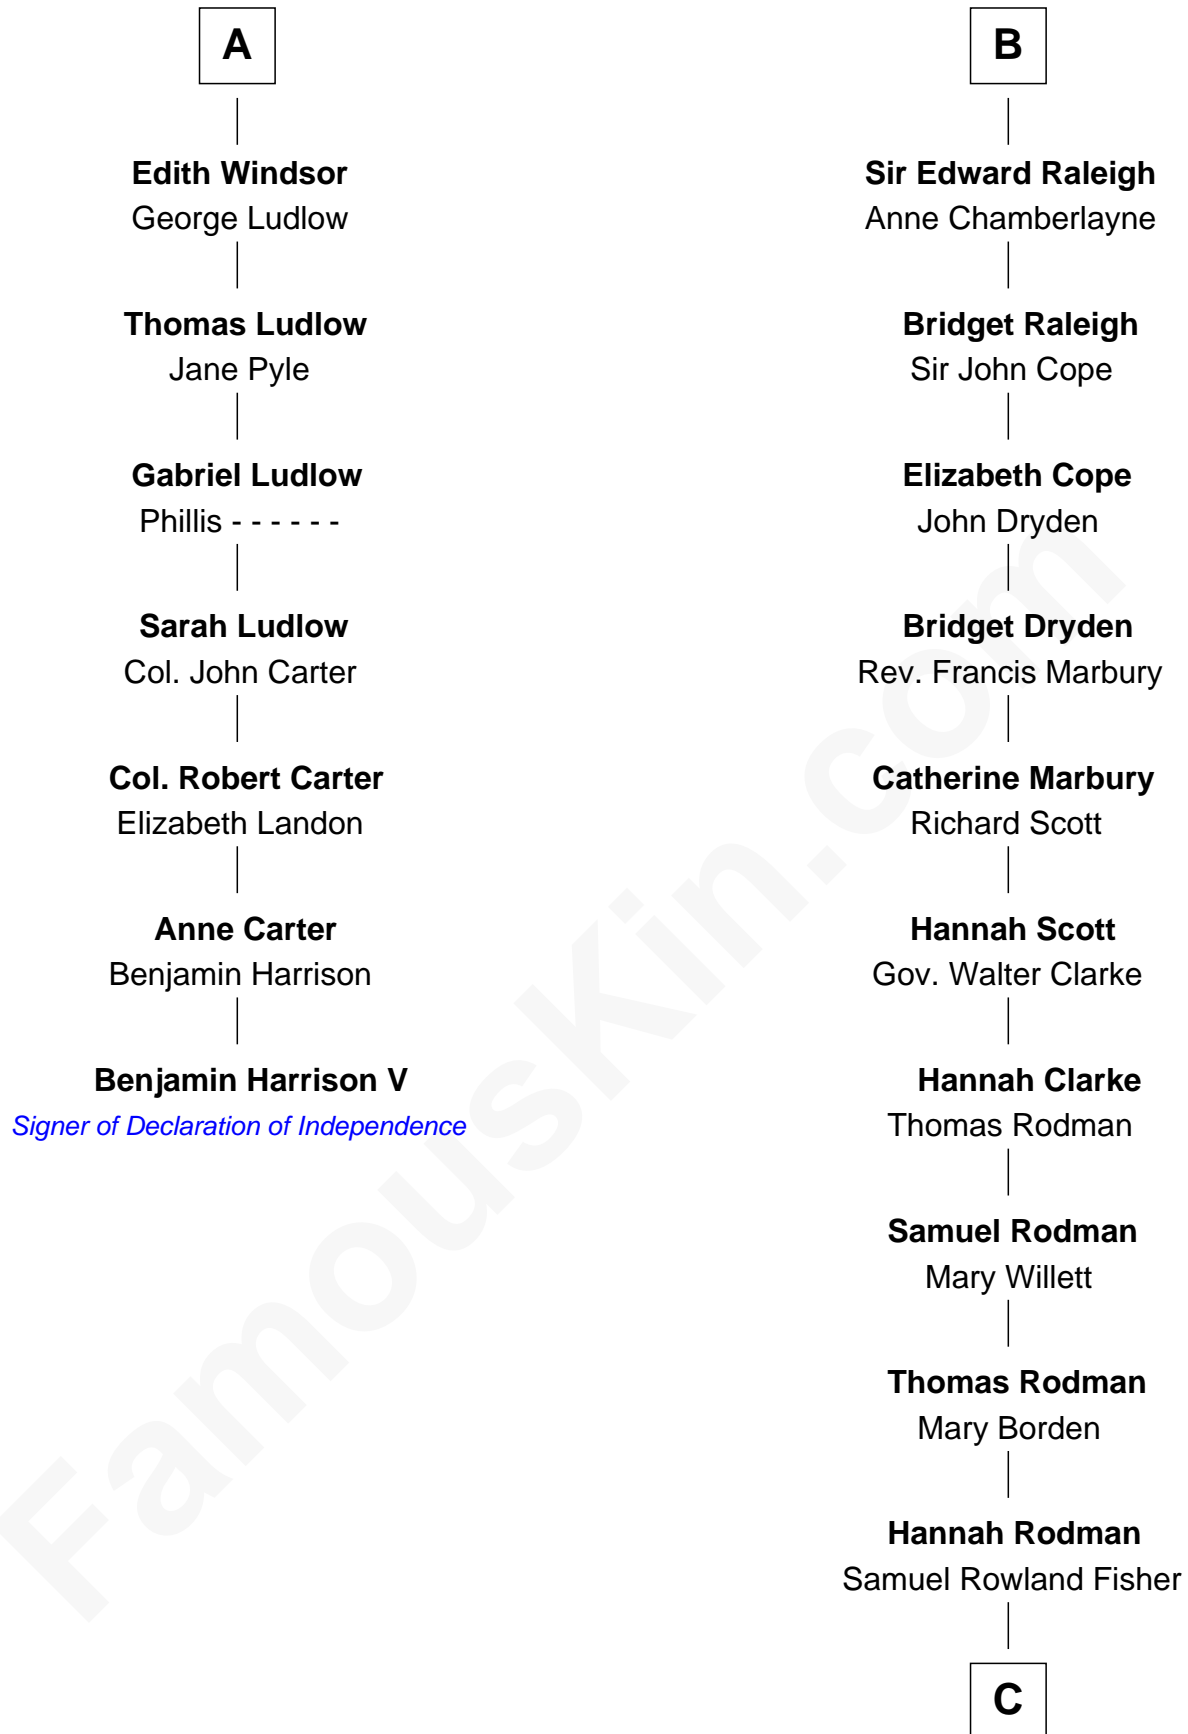 A
Edith Windsor
George Ludlow
Thomas Ludlow
Jane Pyle
Gabriel Ludlow
Phillis - - - - - -
Sarah Ludlow
Col. John Carter
Col. Robert Carter
Elizabeth Landon
Anne Carter
Benjamin Harrison
Benjamin Harrison V
Signer of Declaration of Independence
B
Sir Edward Raleigh
Anne Chamberlayne
Bridget Raleigh
Sir John Cope
Elizabeth Cope
John Dryden
Bridget Dryden
Rev. Francis Marbury
Catherine Marbury
Richard Scott
Hannah Scott
Gov. Walter Clarke
Hannah Clarke
Thomas Rodman
Samuel Rodman
Mary Willett
Thomas Rodman
Mary Borden
Hannah Rodman
Samuel Rowland Fisher
C
FamousKin.com